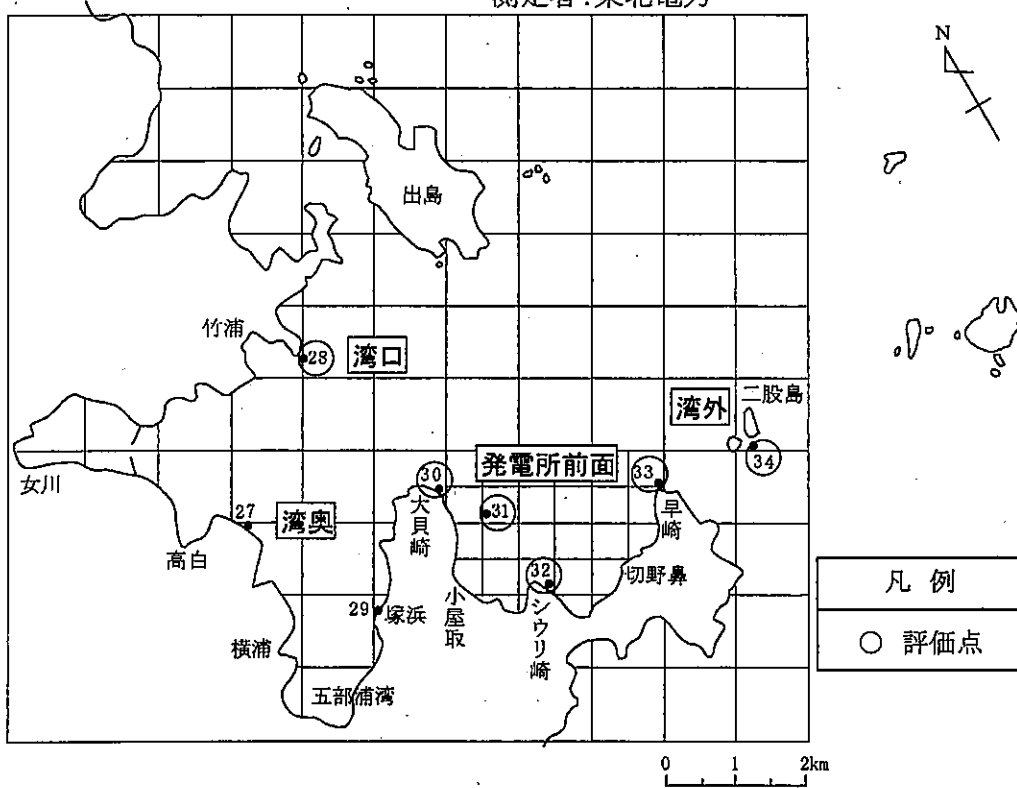 測定者：東北電力
N
出島
竹浦
28
湾口
湾外
二股島
34
発電所前面
30
33
31
大貝崎
早崎
女川
27
湾奥
高白
32
切野鼻
29
塚浜
小屋取
シウリ崎
横浦
五部浦湾
凡例
○ 評価点
0 1 2km